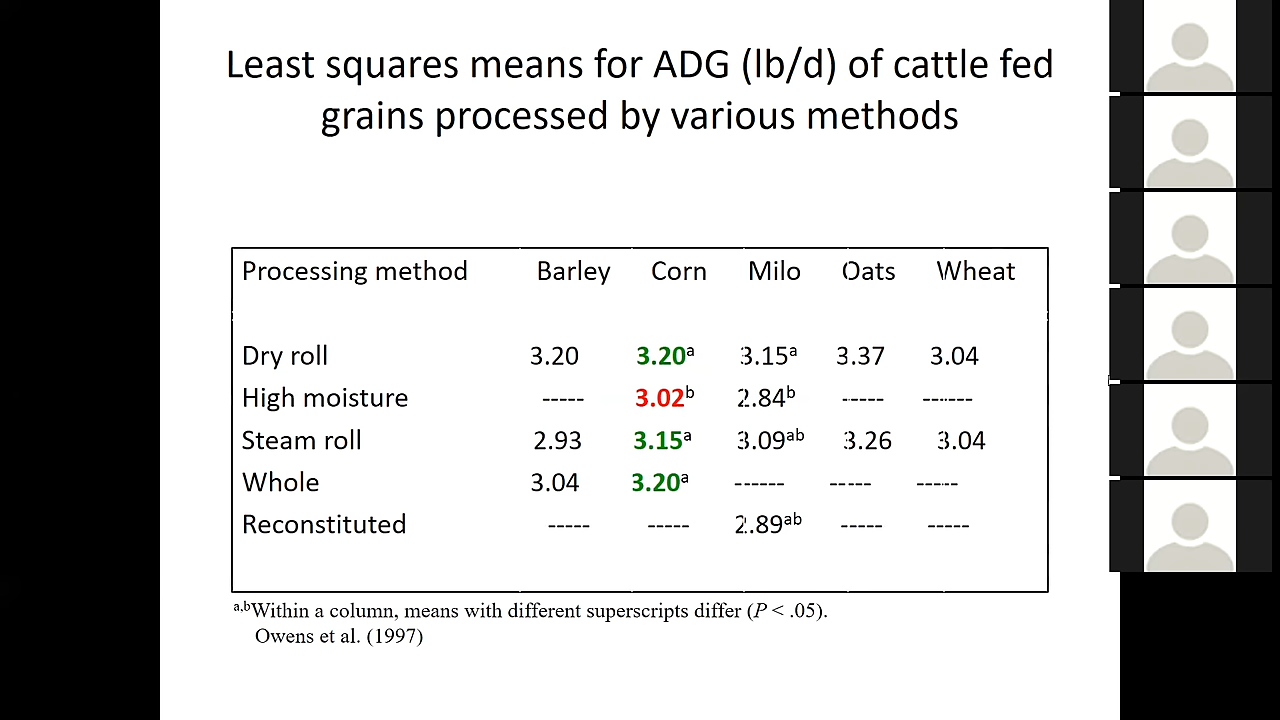 Least squares means for ADG (lb/d) of cattle fed
grains processed by various methods
Processing method Barley Corn Milo Oats Wheat
Dry roll 3.20 3.20ᵃ 3.15ᵃ 3.37 3.04
High moisture ----- 3.02ᵇ 2.84ᵇ ----- ------
Steam roll 2.93 3.15ᵃ 3.09ᵃᵇ 3.26 3.04
Whole 3.04 3.20ᵃ ------ ----- -----
Reconstituted ----- ----- 2.89ᵃᵇ ----- -----
ᵃ,ᵇWithin a column, means with different superscripts differ (P < .05).
Owens et al. (1997)